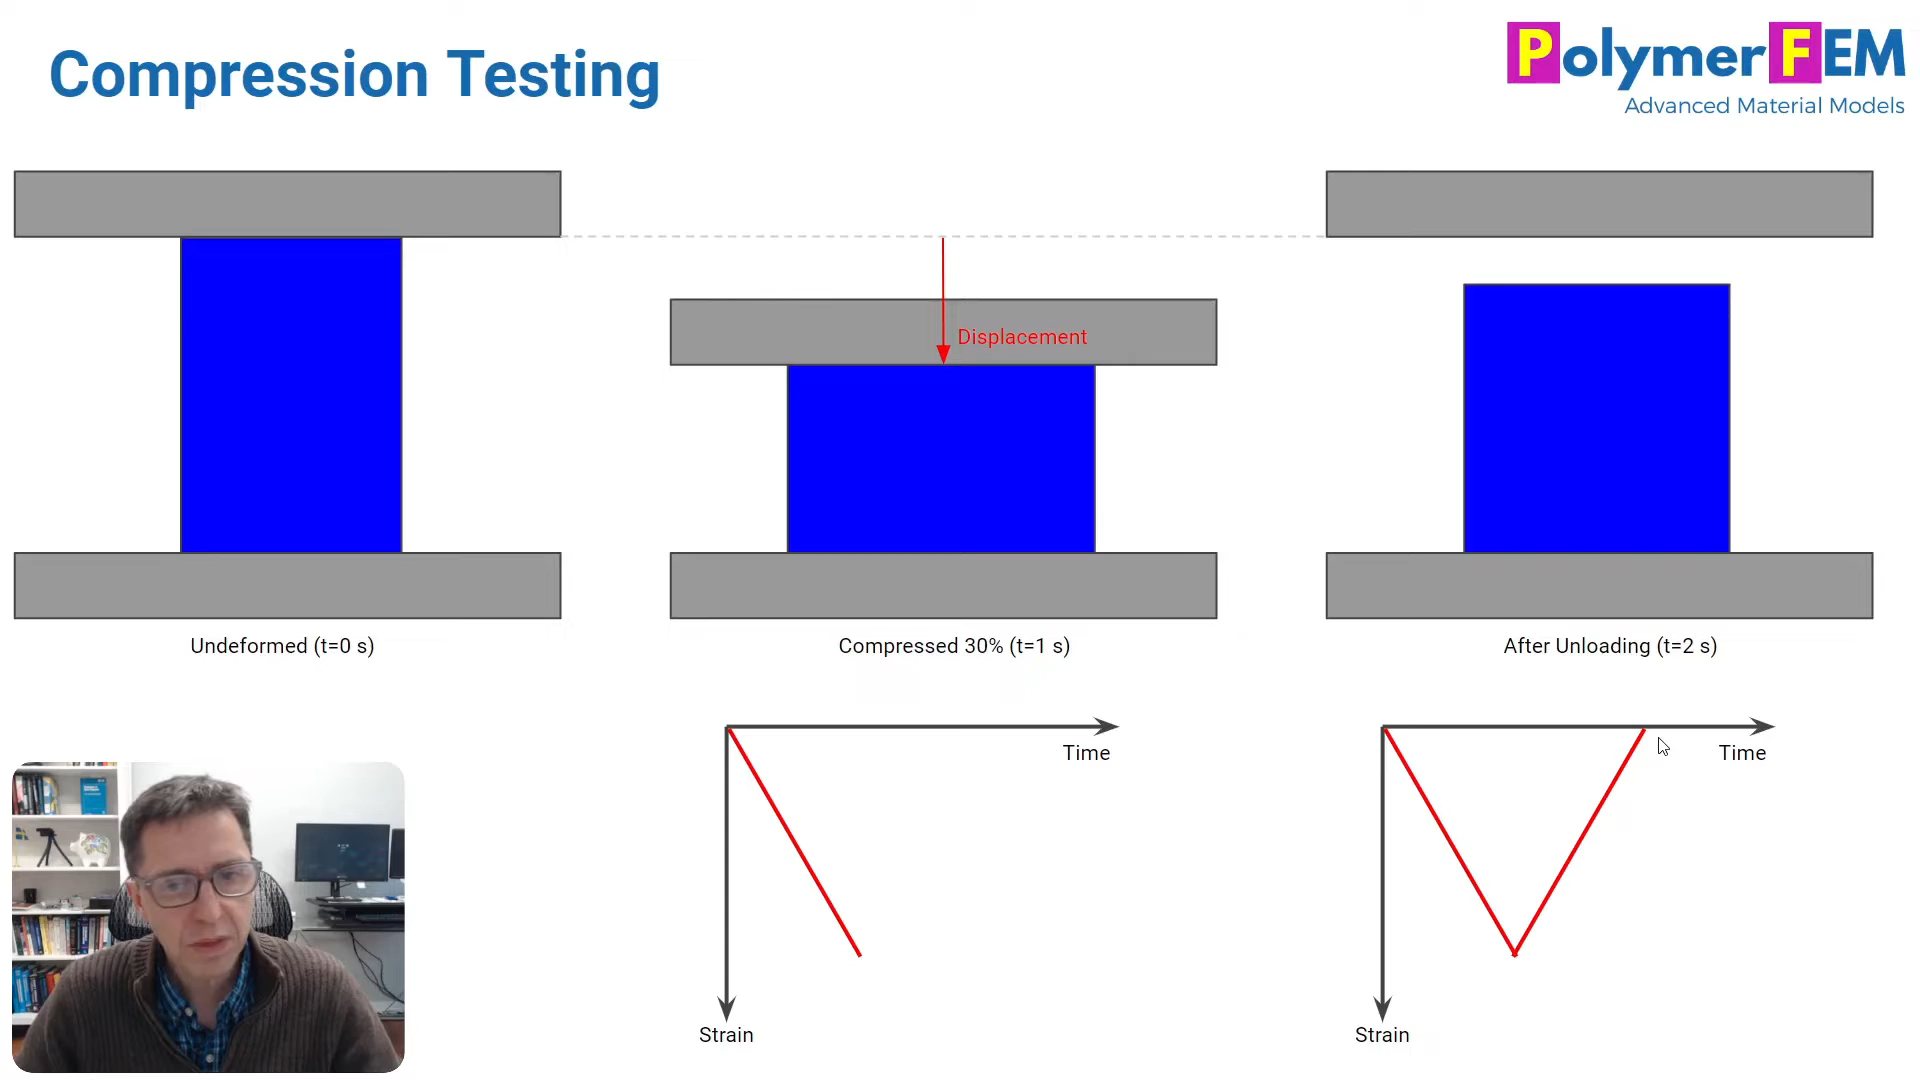 Compression Testing
PolymerFEM
Advanced Material Models
Displacement
Undeformed (t=0 s)
Compressed 30% (t=1 s)
After Unloading (t=2 s)
Time
Strain
Time
Strain